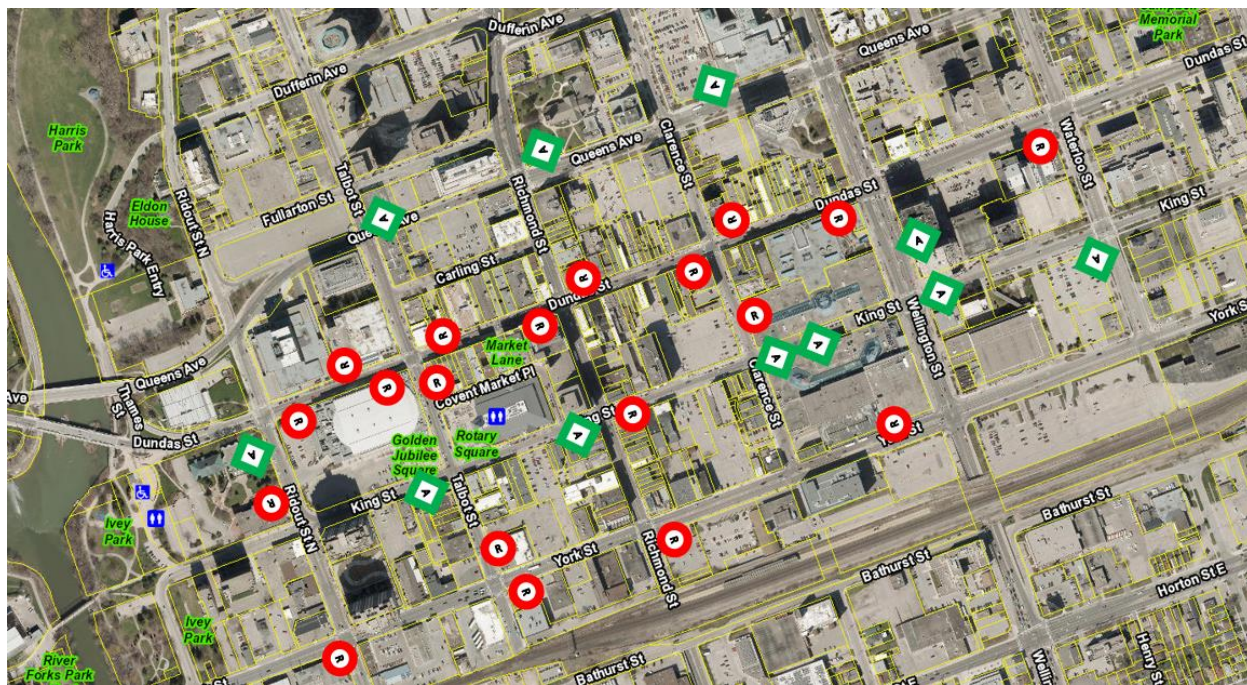 Dufferin Ave
Queens Ave
Memorial
Park
Dundas St
Dufferin Ave
Harris
Park
Clarence St
Waterloo St
Queens Ave
R
Talbot St
Richmond St
Ridout St N
Fullarton St
Eldon
House
Harris Park Entry
Dundas St
R
R
King St
A
A
A
A
A
Carling St
R
R
Dundas St
King St
Wellington St
York St
R
R
R
Market
Lane
A
A
Queens Ave
Ave
R
R
R
Covent Market Pl
Clarence St
Thames
St
Dundas St
R
King St
R
R
A
A
Golden
Jubilee
Square
Rotary
Square
A
King St
Talbot St
Ridout St N
R
Ivey
Park
Bathurst St
R
York St
R
Richmond St
Bathurst St
Horton St E
R
R
Ivey
Park
River
Forks Park
Bathurst St
Henry St
St E